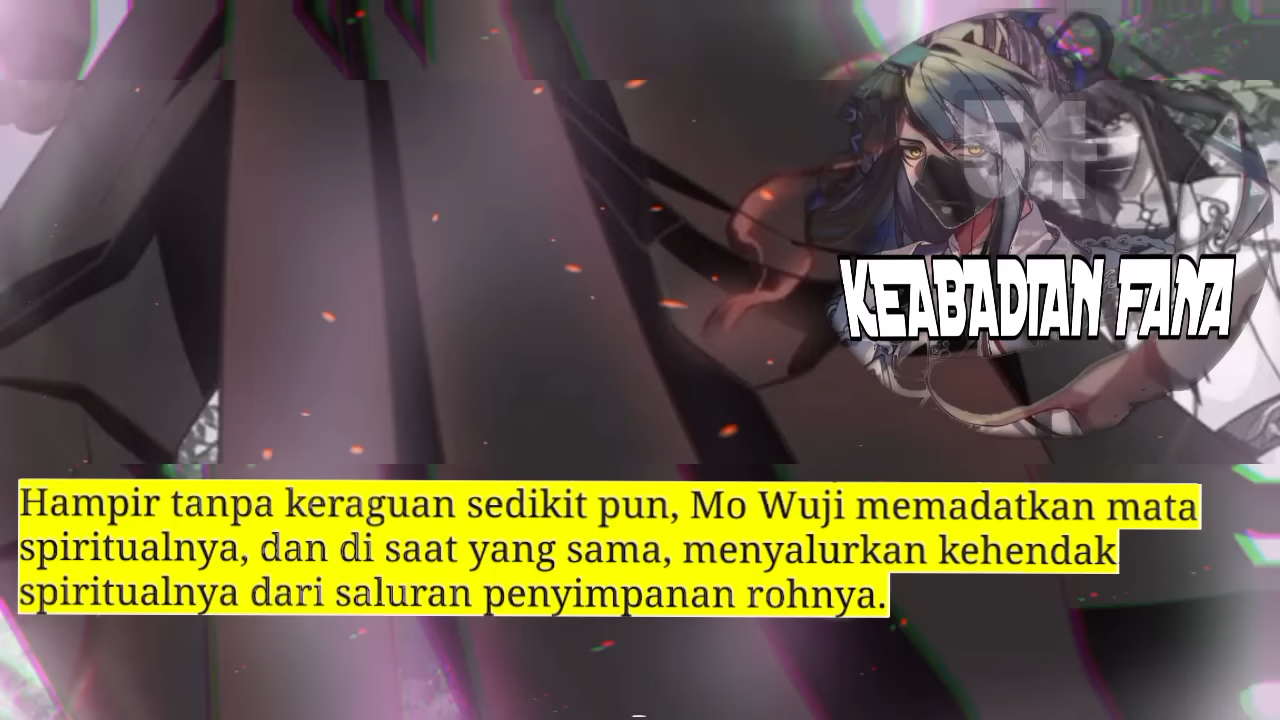 54
KEABADIAN FANA
Hampir tanpa keraguan sedikit pun, Mo Wuji memadatkan mata
spiritualnya, dan di saat yang sama, menyalurkan kehendak
spiritualnya dari saluran penyimpanan rohnya.